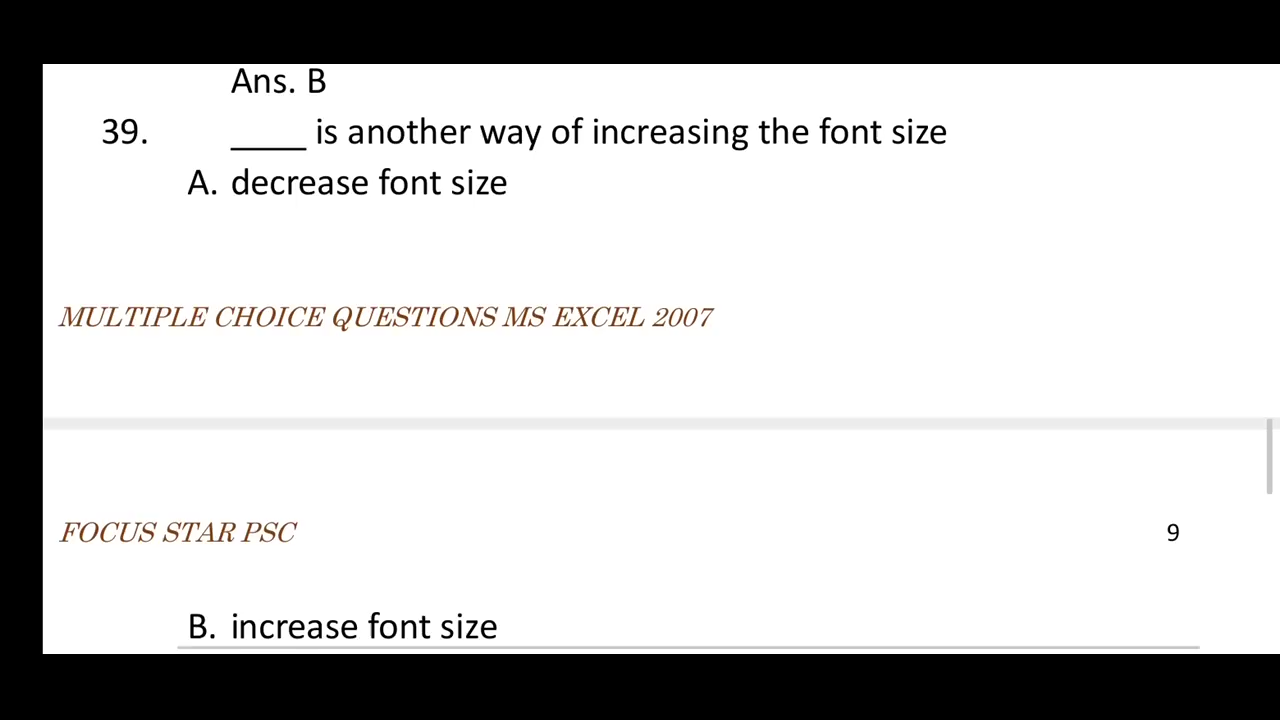 Ans. B
39. ____ is another way of increasing the font size
A. decrease font size
MULTIPLE CHOICE QUESTIONS MS EXCEL 2007
FOCUS STAR PSC 9
B. increase font size